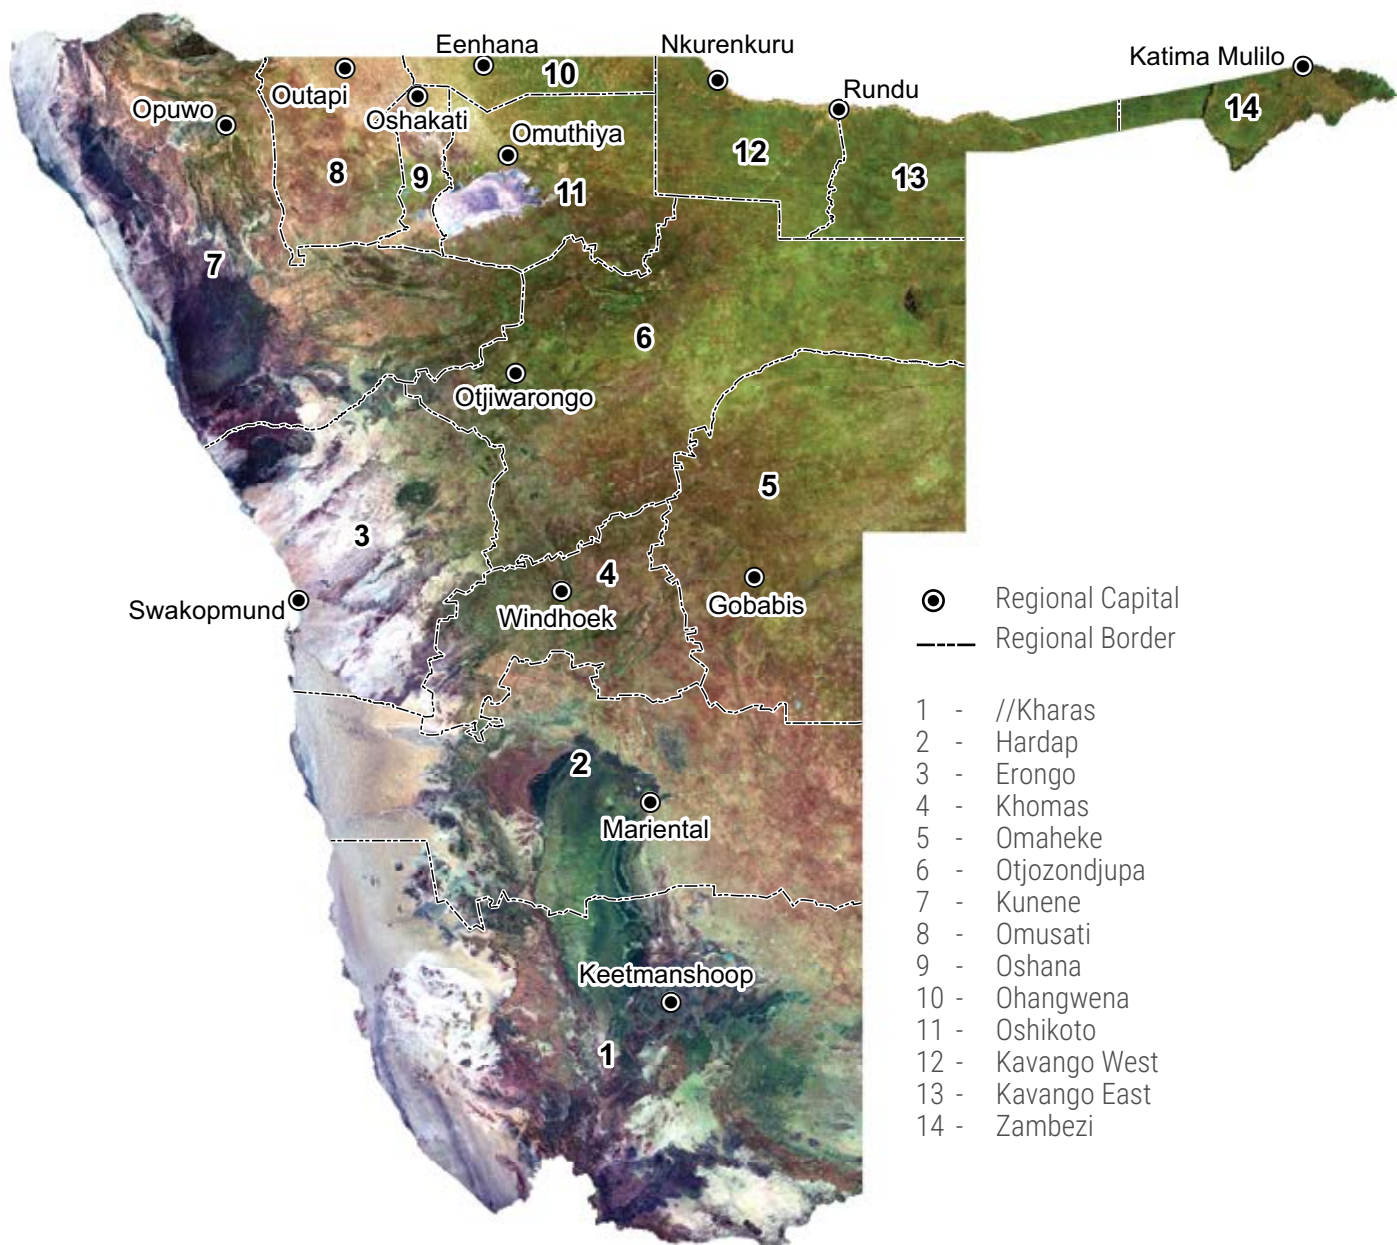 Eenhana
Nkurenkuru
Katima Mulilo
10
Outapi
Rundu
14
Opuwo
Oshakati
Omuthiya
12
8
9
11
13
7
6
Otjiwarongo
5
3
4
Swakopmund
Windhoek
Gobabis
2
Mariental
Keetmanshoop
1
Regional Capital
Regional Border
1 - //Kharas
2 - Hardap
3 - Erongo
4 - Khomas
5 - Omaheke
6 - Otjozondjupa
7 - Kunene
8 - Omusati
9 - Oshana
10 - Ohangwena
11 - Oshikoto
12 - Kavango West
13 - Kavango East
14 - Zambezi